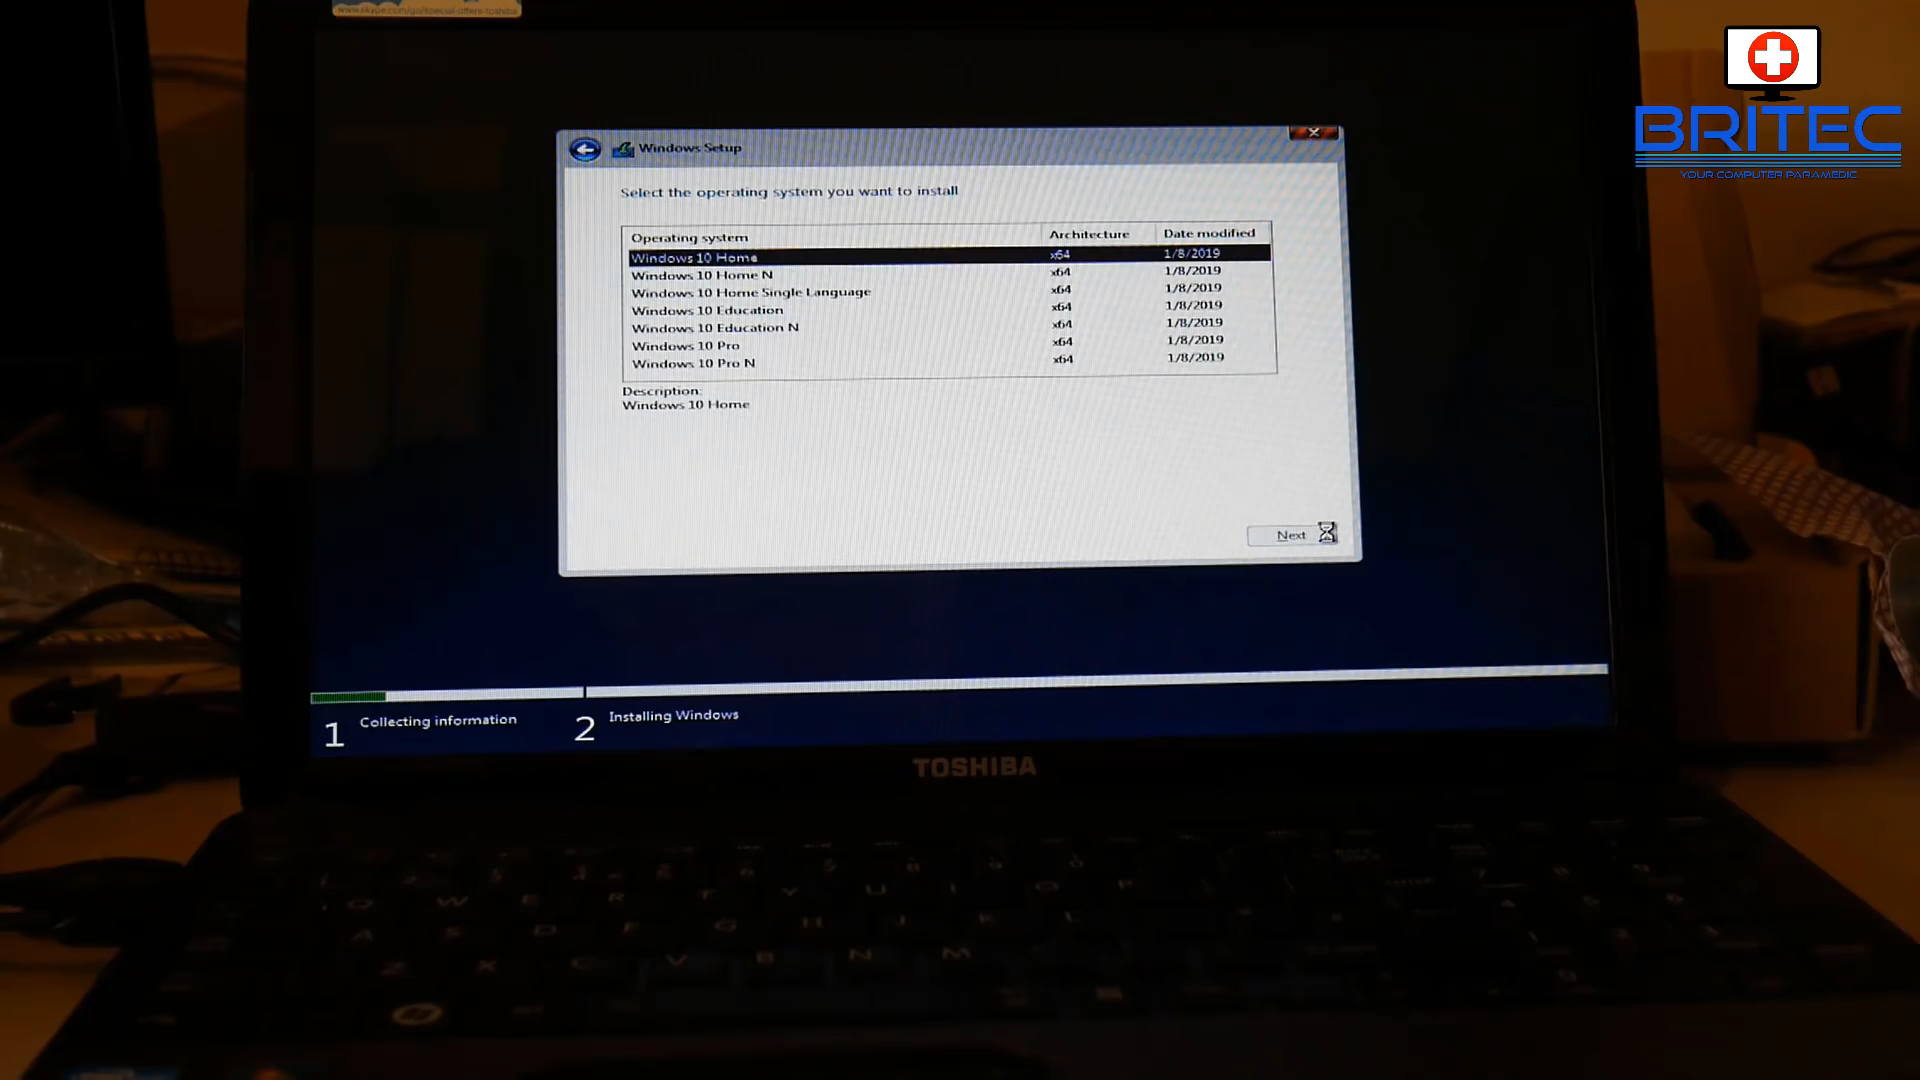 www.skype.com/go/special-offers-toshiba
BRITEC
YOUR COMPUTER PARAMEDIC
Windows Setup
Select the operating system you want to install
Operating system Architecture Date modified
Windows 10 Home x64 1/8/2019
Windows 10 Home N x64 1/8/2019
Windows 10 Home Single Language x64 1/8/2019
Windows 10 Education x64 1/8/2019
Windows 10 Education N x64 1/8/2019
Windows 10 Pro x64 1/8/2019
Windows 10 Pro N x64 1/8/2019
Description:
Windows 10 Home
Next
1 Collecting information 2 Installing Windows
TOSHIBA
Q W E R T Y U I O P
A S D F G H J K L
Z X C V B N M